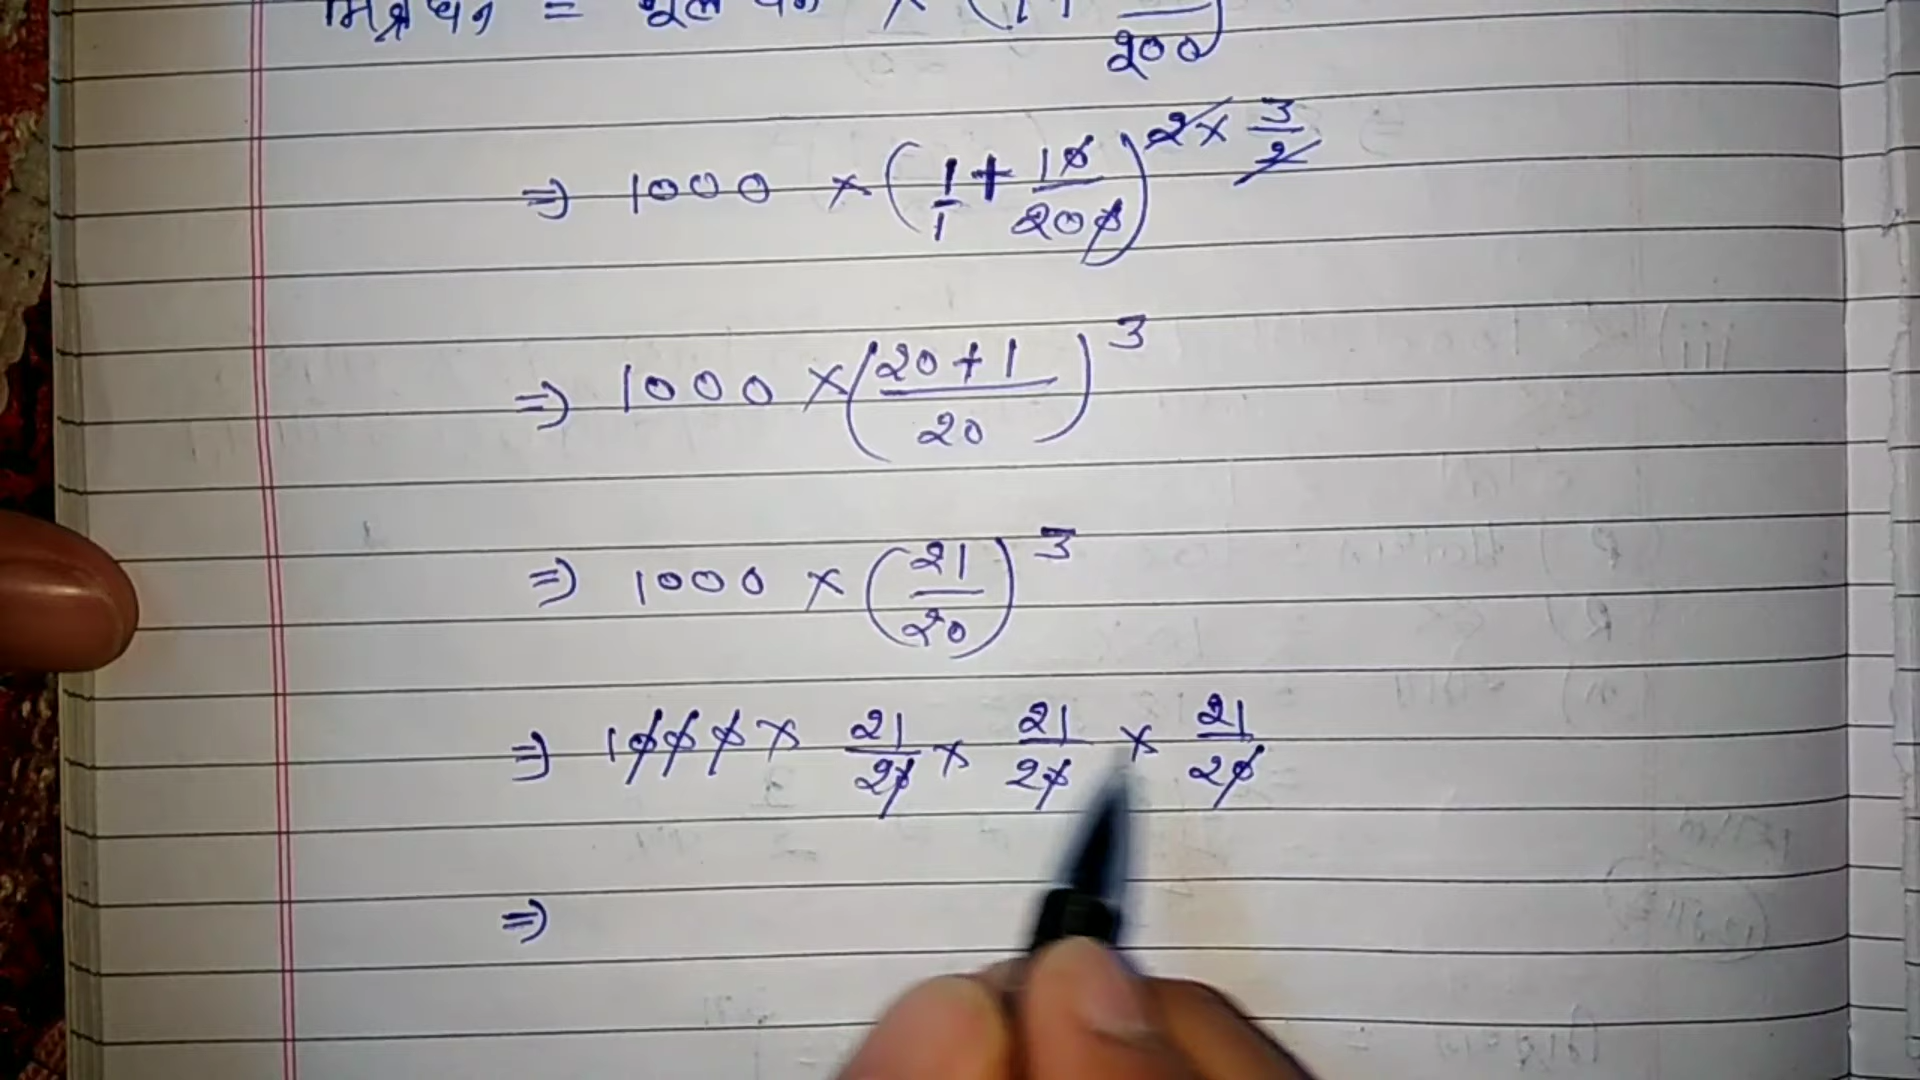 मिश्रधन = मूलधन × (1+ /200)
⇒ 1000 × (1/1 + 10/200)^2×3/2
⇒ 1000 × (20+1/20)^3
⇒ 1000 × (21/20)^3
⇒ 1000 × 21/20 × 21/20 × 21/20
⇒